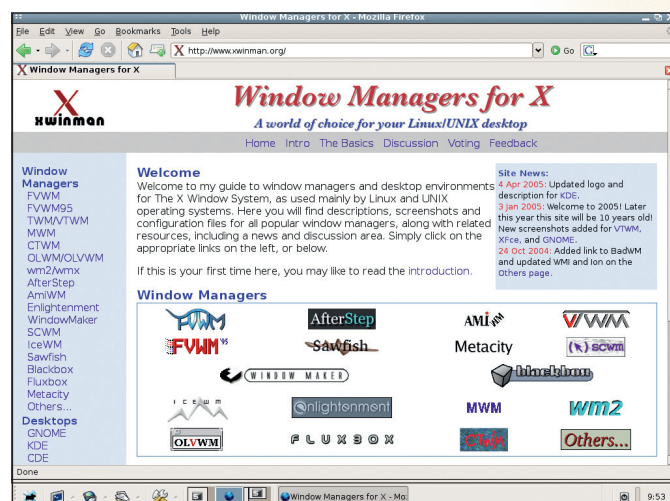 Window Managers for X - Mozilla Firefox
File Edit View Go Bookmarks Tools Help
http://www.xwinman.org/
Go
Window Managers for X
xwinman
Window Managers for X
A world of choice for your Linux/UNIX desktop
Home Intro The Basics Discussion Voting Feedback
Window
Managers
FVWM
FVWM95
TWM/VTWM
MWM
CTWM
OLWM/OLVWM
wm2/wmx
AfterStep
AmiWM
Enlightenment
WindowMaker
SCWM
IceWM
Sawfish
Blackbox
Fluxbox
Metacity
Others...
Desktops
GNOME
KDE
CDE
Welcome
Welcome to my guide to window managers and desktop environments
for The X Window System, as used mainly by Linux and UNIX
operating systems. Here you will find descriptions, screenshots and
configuration files for all popular window managers, along with related
resources, including a news and discussion area. Simply click on the
appropriate links on the left, or below.
If this is your first time here, you may like to read the introduction.
Site News:
4 Apr 2005: Updated logo and
description for KDE.
3 Jan 2005: Welcome to 2005! Later
this year this site will be 10 years old!
New screenshots added for VTWM,
XFce, and GNOME.
24 Oct 2004: Added link to BadWM
and updated WMI and Ion on the
Others page.
Window Managers
FVWM AfterStep AMIWM VTWM
FVWM '95 Sawfish Metacity (*) scwm
WINDOW MAKER blackbox
ICEWM enlightenment MWM wm2
OLVWM FLUXBOX CTWM Others...
Done
Window Managers for X - Mo:
9:53